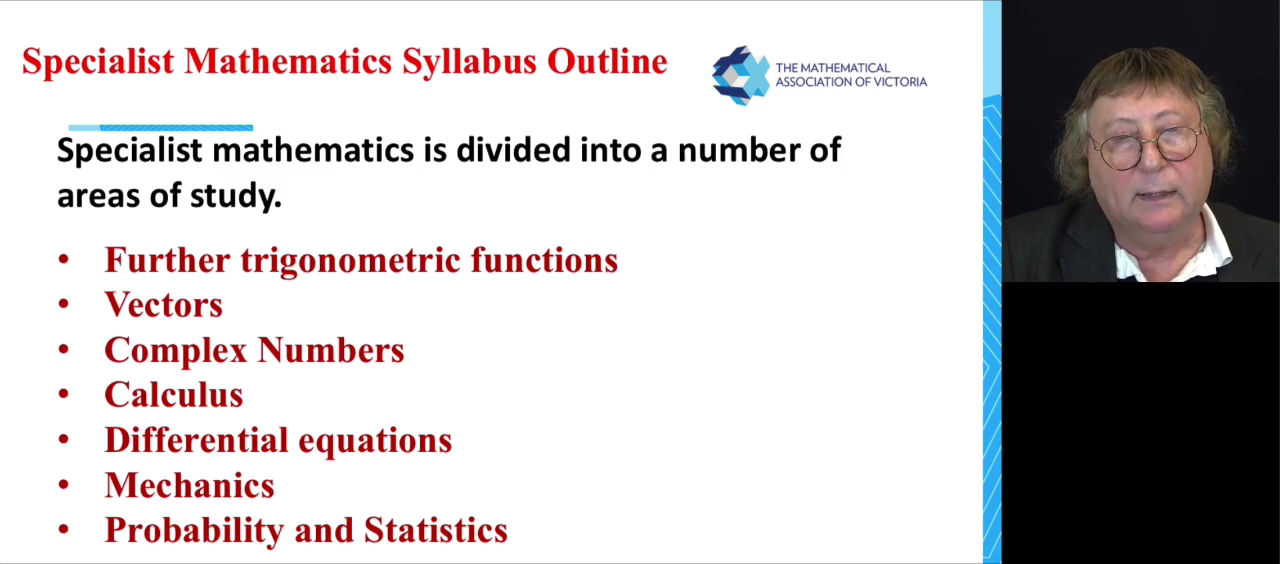 Specialist Mathematics Syllabus Outline
THE MATHEMATICAL
ASSOCIATION OF VICTORIA
Specialist mathematics is divided into a number of
areas of study.
• Further trigonometric functions
• Vectors
• Complex Numbers
• Calculus
• Differential equations
• Mechanics
• Probability and Statistics